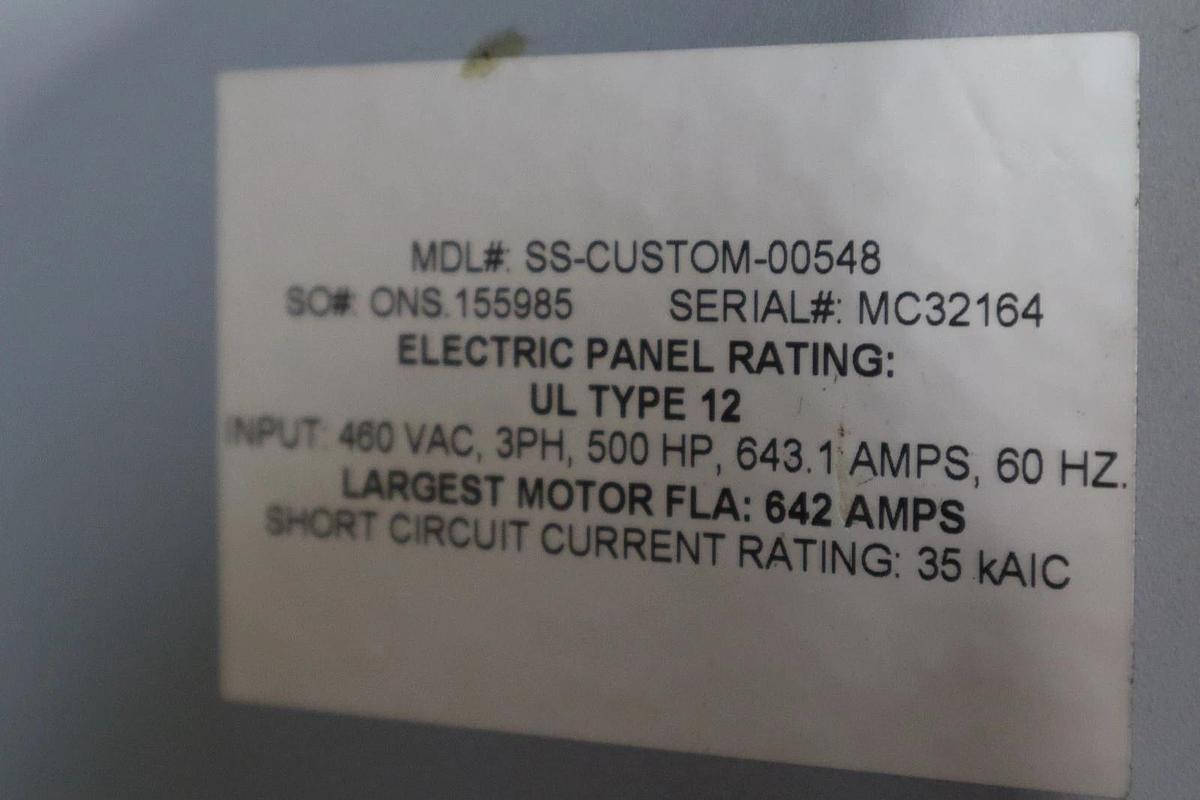 MDL#: SS-CUSTOM-00548
SO#: ONS.155985 SERIAL#: MC32164
ELECTRIC PANEL RATING:
UL TYPE 12
INPUT: 460 VAC, 3PH, 500 HP, 643.1 AMPS, 60 HZ.
LARGEST MOTOR FLA: 642 AMPS
SHORT CIRCUIT CURRENT RATING: 35 kAIC